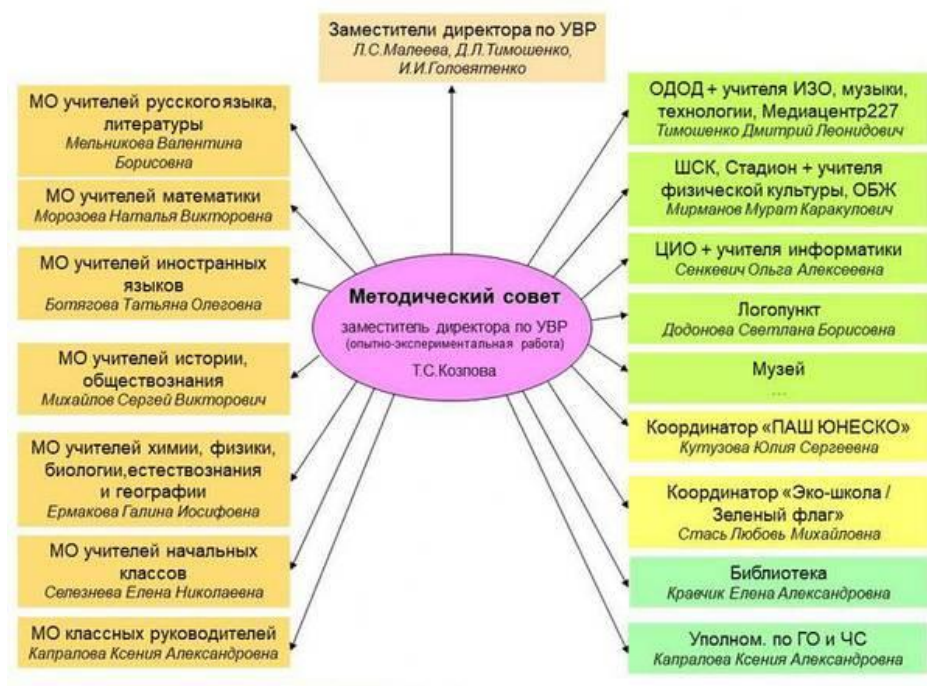 Заместители директора по УВР
Л.С.Малеева, Д.Л.Тимошенко,
И.И.Головятенко
МО учителей русского языка,
литературы
Мельникова Валентина
Борисовна
МО учителей математики
Морозова Наталья Викторовна
МО учителей иностранных
языков
Ботягова Татьяна Олеговна
МО учителей истории,
обществознания
Михайлов Сергей Викторович
МО учителей химии, физики,
биологии,естествознания
и географии
Ермакова Галина Иосифовна
МО учителей начальных
классов
Селезнева Елена Николаевна
МО классных руководителей
Капралова Ксения Александровна
Методический совет
заместитель директора по УВР
(опытно-экспериментальная работа)
Т.С.Козлова
ОДОД + учителя ИЗО, музыки,
технологии, Медиацентр227
Тимошенко Дмитрий Леонидович
ШСК, Стадион + учителя
физической культуры, ОБЖ
Мирманов Мурат Каракулович
ЦИО + учителя информатики
Сенкевич Ольга Алексеевна
Логопункт
Додонова Светлана Борисовна
Музей
...
Координатор «ПАШ ЮНЕСКО»
Кутузова Юлия Сергеевна
Координатор «Эко-школа /
Зеленый флаг»
Стась Любовь Михайловна
Библиотека
Кравчик Елена Александровна
Уполном. по ГО и ЧС
Капралова Ксения Александровна